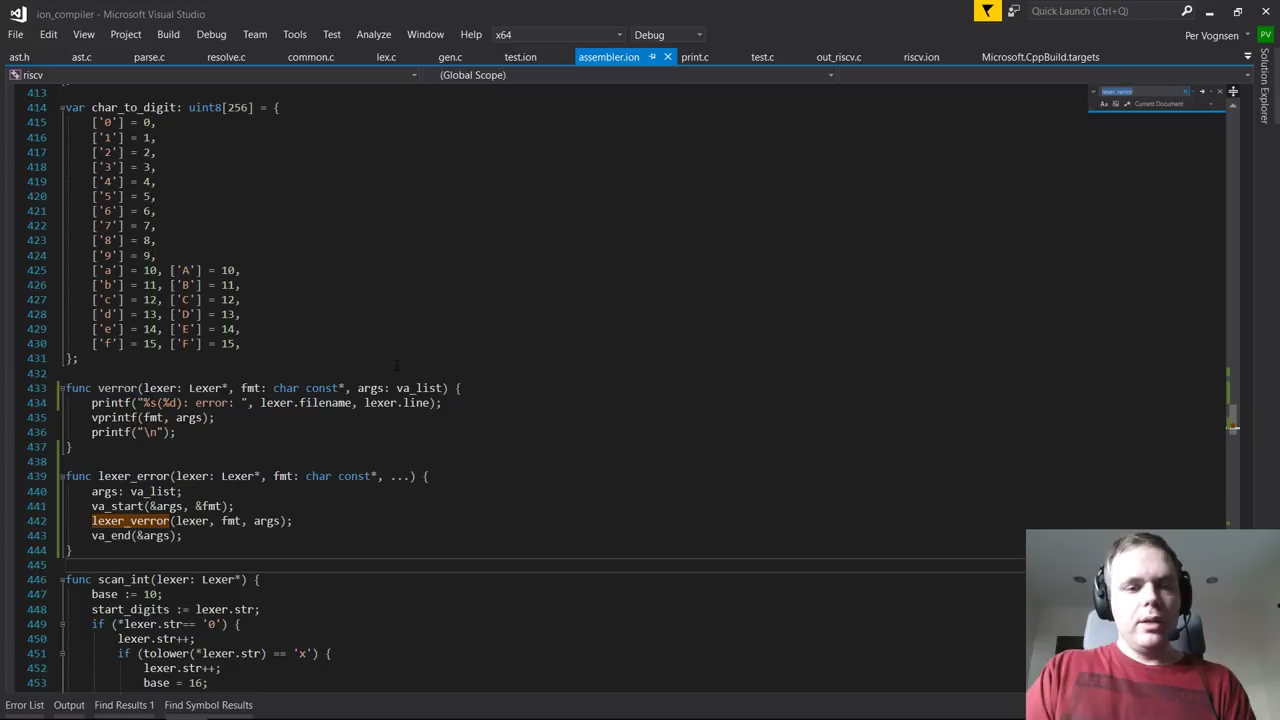 ion_compiler - Microsoft Visual Studio
Quick Launch (Ctrl+Q)
File Edit View Project Build Debug Team Tools Test Analyze Window Help x64 Debug
Per Vognsen PV
ast.h ast.c parse.c resolve.c common.c lex.c gen.c test.ion assembler.ion print.c test.c out_riscv.c riscv.ion Microsoft.CppBuild.targets
riscv (Global Scope)
Solution Explorer
lexer_verror
Aa Current Document
413
414 var char_to_digit: uint8[256] = {
415 ['0'] = 0,
416 ['1'] = 1,
417 ['2'] = 2,
418 ['3'] = 3,
419 ['4'] = 4,
420 ['5'] = 5,
421 ['6'] = 6,
422 ['7'] = 7,
423 ['8'] = 8,
424 ['9'] = 9,
425 ['a'] = 10, ['A'] = 10,
426 ['b'] = 11, ['B'] = 11,
427 ['c'] = 12, ['C'] = 12,
428 ['d'] = 13, ['D'] = 13,
429 ['e'] = 14, ['E'] = 14,
430 ['f'] = 15, ['F'] = 15,
431 };
432
433 func verror(lexer: Lexer*, fmt: char const*, args: va_list) {
434 printf("%s(%d): error: ", lexer.filename, lexer.line);
435 vprintf(fmt, args);
436 printf("\n");
437 }
438
439 func lexer_error(lexer: Lexer*, fmt: char const*, ...) {
440 args: va_list;
441 va_start(&args, &fmt);
442 lexer_verror(lexer, fmt, args);
443 va_end(&args);
444 }
445
446 func scan_int(lexer: Lexer*) {
447 base := 10;
448 start_digits := lexer.str;
449 if (*lexer.str== '0') {
450 lexer.str++;
451 if (tolower(*lexer.str) == 'x') {
452 lexer.str++;
453 base = 16;
Error List Output Find Results 1 Find Symbol Results